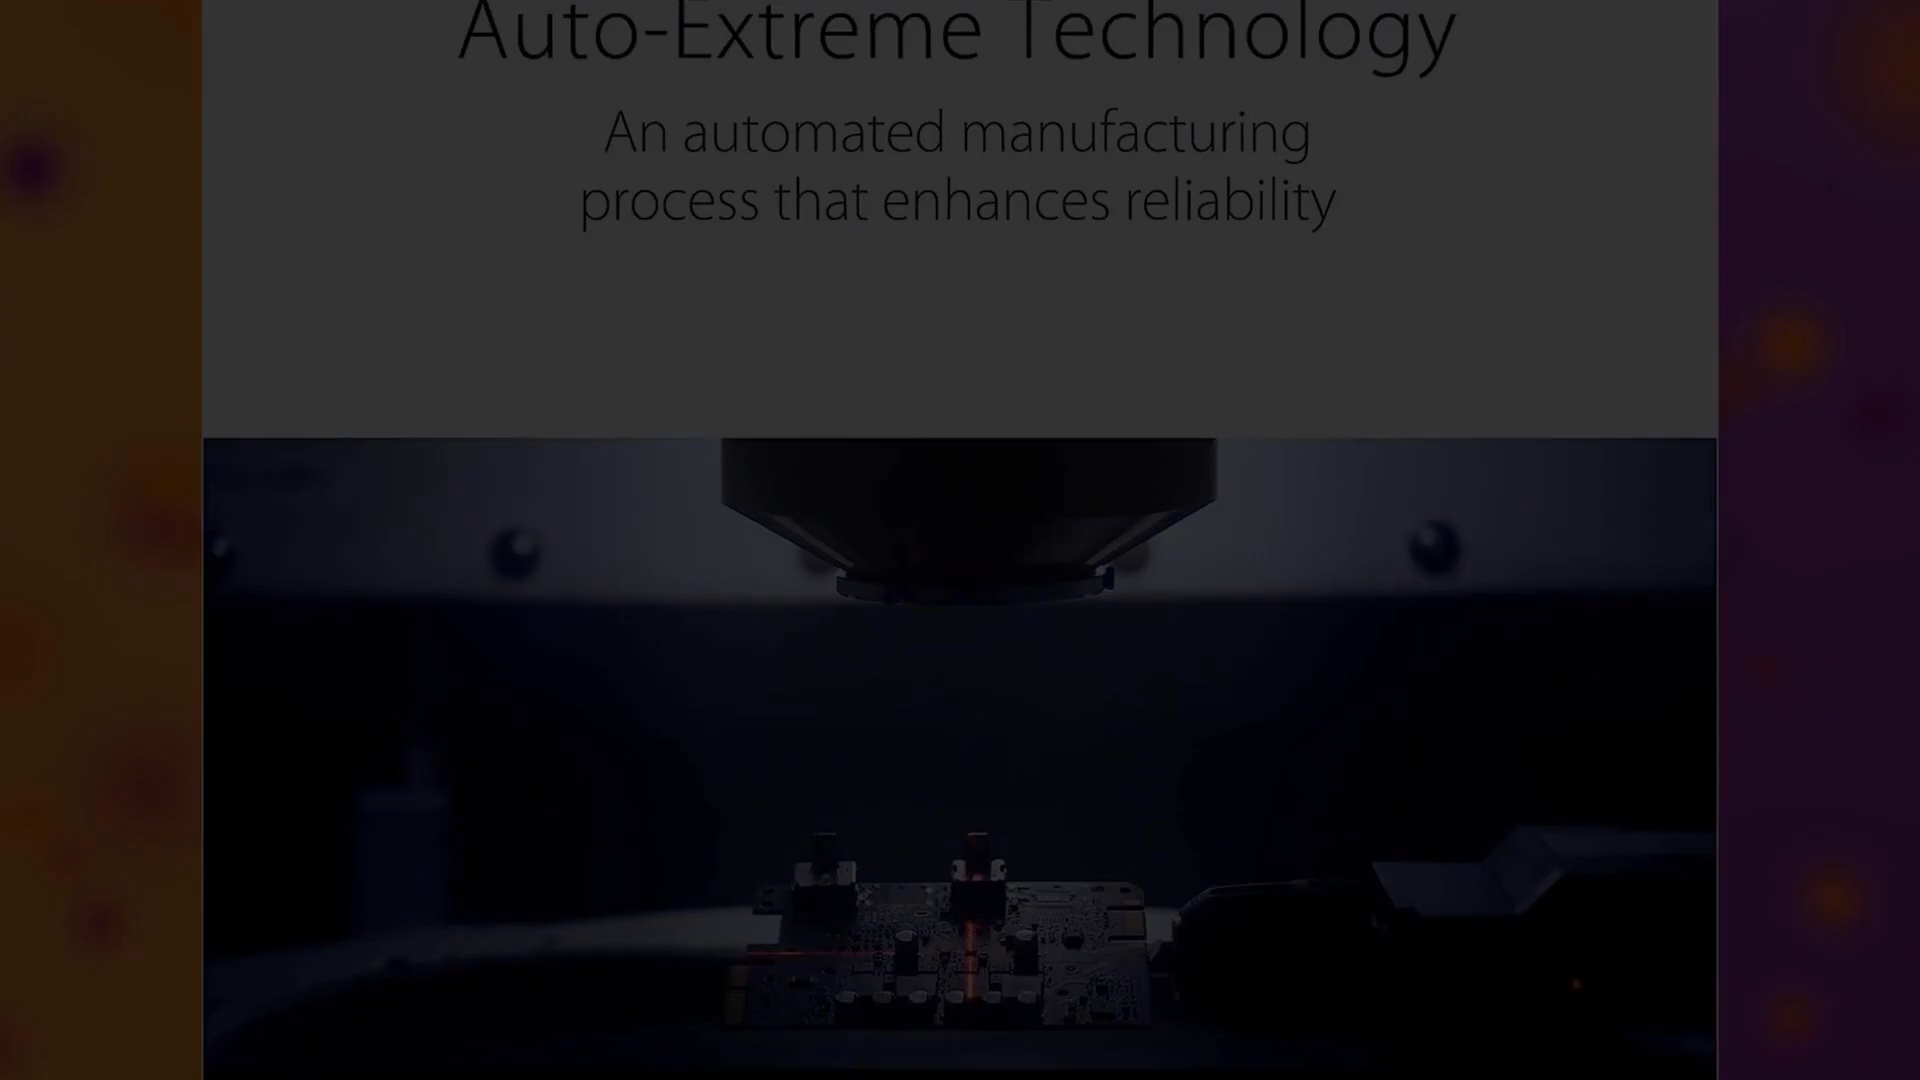 Auto-Extreme Technology
An automated manufacturing
process that enhances reliability